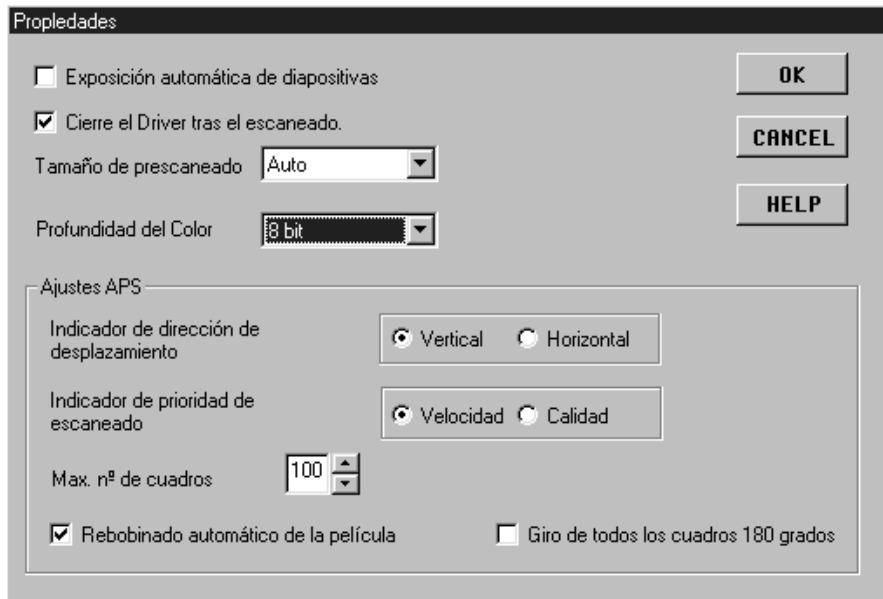 Propledades
Exposición automática de diapositivas
OK
Cierre el Driver tras el escaneado.
CANCEL
Tamaño de prescaneado Auto
HELP
Profundidad del Color 8 bit
Ajustes APS
Indicador de dirección de
desplazamiento
Vertical Horizontal
Indicador de prioridad de
escaneado
Velocidad Calidad
Max. nº de cuadros 100
Rebobinado automático de la película Giro de todos los cuadros 180 grados